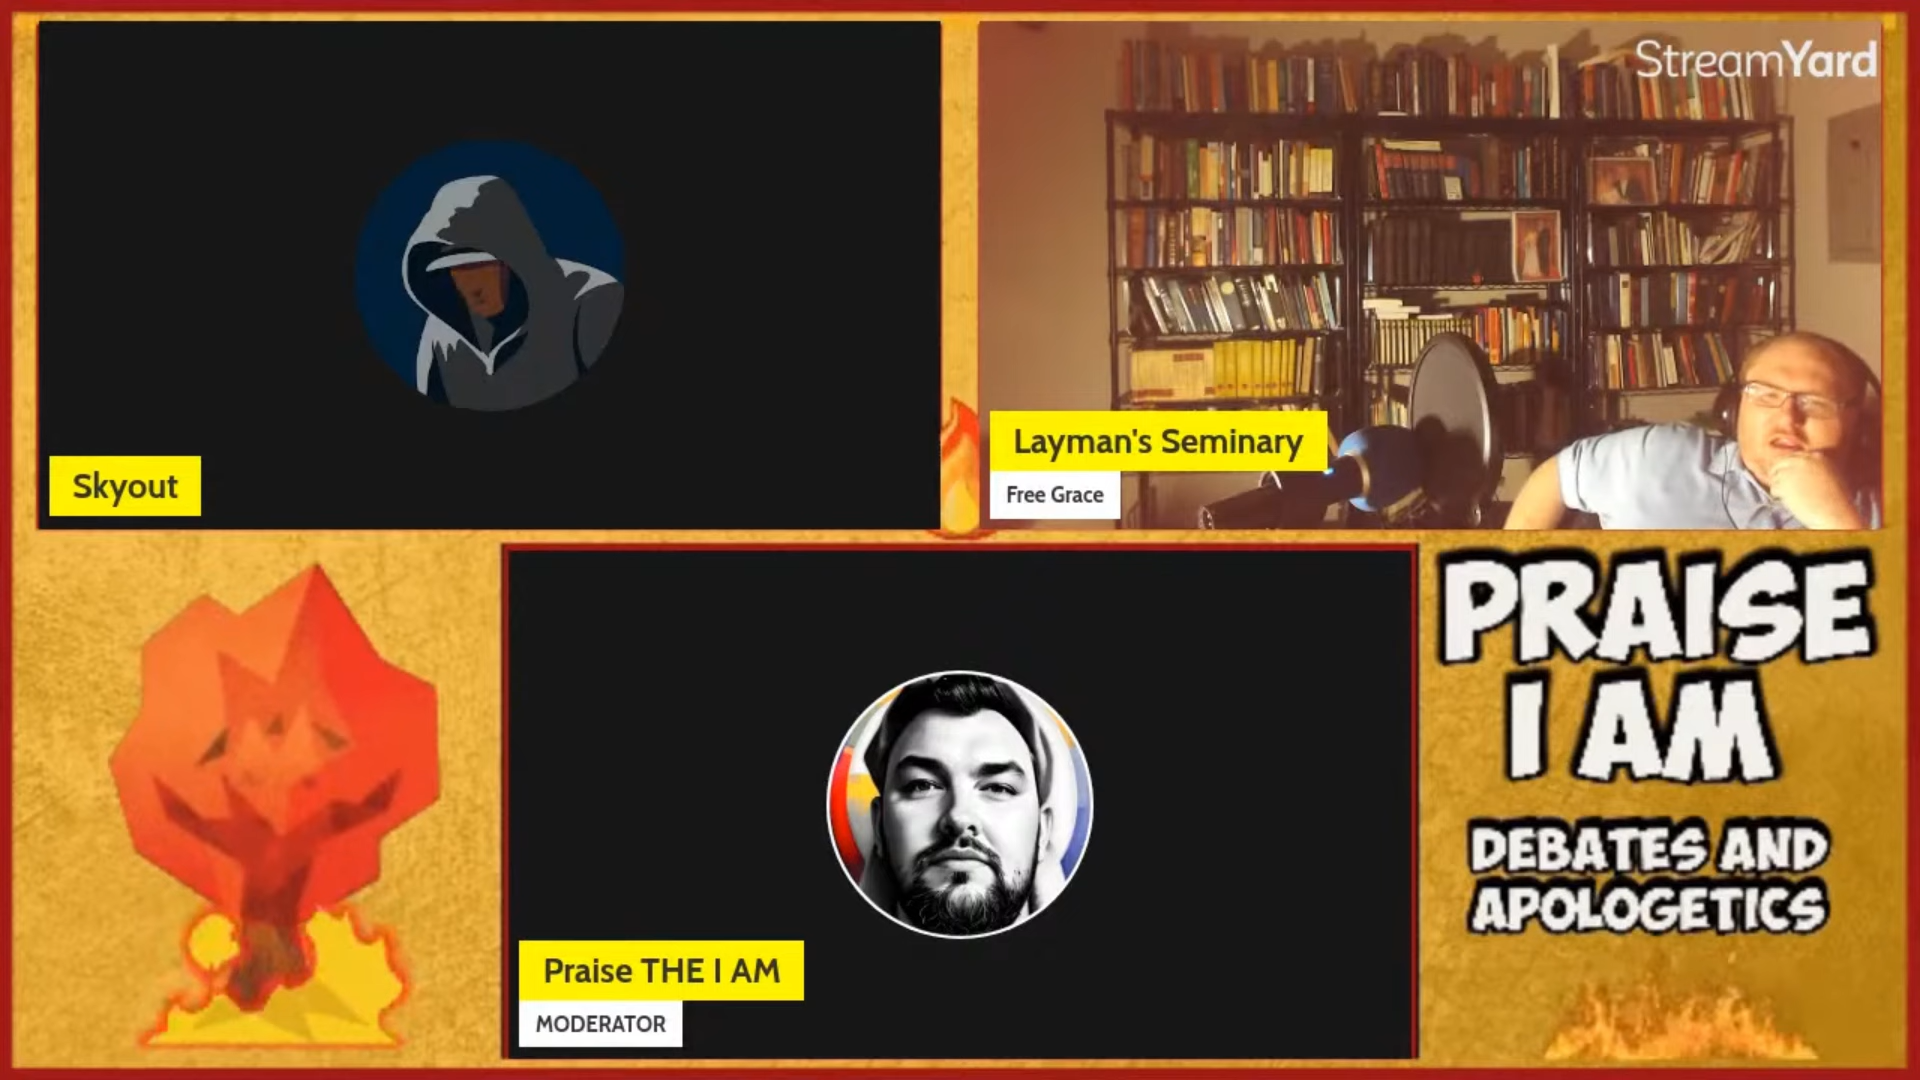 StreamYard
Skyout
Layman's Seminary
Free Grace
PRAISE
I AM
DEBATES AND
APOLOGETICS
Praise THE I AM
MODERATOR